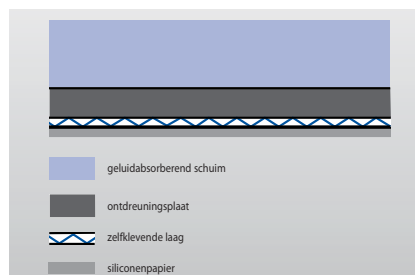 geluidabsorberend schuim
ontdreuningsplaat
zelfklevende laag
siliconenpapier